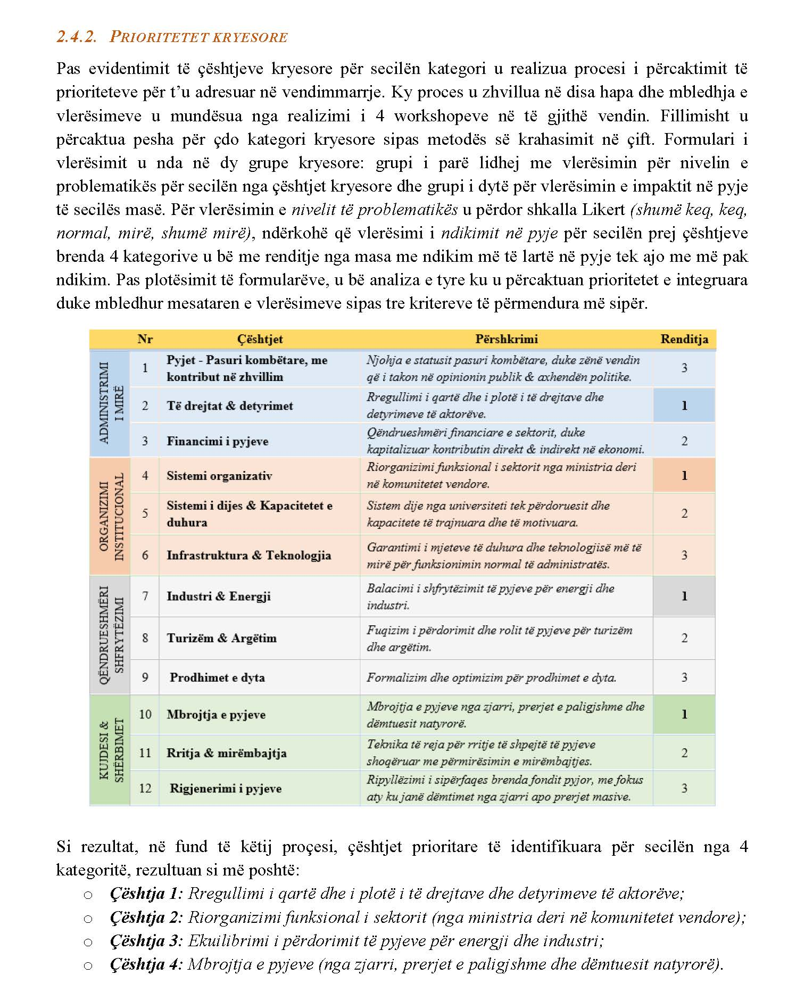 2.4.2. PRIORITETET KRYESORE
Pas evidentimit të çështjeve kryesore për secilën kategori u realizua procesi i përcaktimit të
prioriteteve për t’u adresuar në vendimmarrje. Ky proces u zhvillua në disa hapa dhe mbledhja e
vlerësimeve u mundësua nga realizimi i 4 workshopeve në të gjithë vendin. Fillimisht u
përcaktua pesha për çdo kategori kryesore sipas metodës së krahasimit në çift. Formulari i
vlerësimit u nda në dy grupe kryesore: grupi i parë lidhej me vlerësimin për nivelin e
problematikës për secilën nga çështjet kryesore dhe grupi i dytë për vlerësimin e impaktit në pyje
të secilës masë. Për vlerësimin e nivelit të problematikës u përdor shkalla Likert (shumë keq, keq,
normal, mirë, shumë mirë), ndërkohë që vlerësimi i ndikimit në pyje për secilën prej çështjeve
brenda 4 kategorive u bë me renditje nga masa me ndikim më të lartë në pyje tek ajo me më pak
ndikim. Pas plotësimit të formularëve, u bë analiza e tyre ku u përcaktuan prioritetet e integruara
duke mbledhur mesataren e vlerësimeve sipas tre kritereve të përmendura më sipër.
Nr Çështjet Përshkrimi Renditja
ADMINISTRIMI
I MIRË
1 Pyjet - Pasuri kombëtare, me
kontribut në zhvillim
Njohja e statusit pasuri kombëtare, duke zënë vendin
që i takon në opinionin publik & axhendën politike.
3
2 Të drejtat & detyrimet
Rregullimi i qartë dhe i plotë i të drejtave dhe
detyrimeve të aktorëve.
1
3 Financimi i pyjeve
Qëndrueshmëri financiare e sektorit, duke
kapitalizuar kontributin direkt & indirekt në ekonomi.
2
ORGANIZIMI
INSTITUCIONAL
4 Sistemi organizativ
Riorganizimi funksional i sektorit nga ministria deri
në komunitetet vendore.
1
5 Sistemi i dijes & Kapacitetet e
duhura
Sistem dije nga universiteti tek përdoruesit dhe
kapacitete të trajnuara dhe të motivuara.
2
6 Infrastruktura & Teknologjia
Garantimi i mjeteve të duhura dhe teknologjisë më të
mirë për funksionimin normal të administratës.
3
QËNDRUESHMËRI
SHFRYTËZIMI
7 Industri & Energji
Balacimi i shfrytëzimit të pyjeve për energji dhe
industri.
1
8 Turizëm & Argëtim
Fuqizim i përdorimit dhe rolit të pyjeve për turizëm
dhe argëtim.
2
9 Prodhimet e dyta
Formalizim dhe optimizim për prodhimet e dyta.
3
KUJDESI &
SHËRBIMET
10 Mbrojtja e pyjeve
Mbrojtja e pyjeve nga zjarri, prerjet e paligjshme dhe
dëmtuesit natyrorë.
1
11 Rritja & mirëmbajtja
Teknika të reja për rritje të shpejtë të pyjeve
shoqëruar me përmirësimin e mirëmbajtjes.
2
12 Rigjenerimi i pyjeve
Ripyllëzimi i sipërfaqes brenda fondit pyjor, me fokus
aty ku janë dëmtimet nga zjarri apo prerjet masive.
3
Si rezultat, në fund të këtij proçesi, çështjet prioritare të identifikuara për secilën nga 4
kategoritë, rezultuan si më poshtë:
o Çështja 1: Rregullimi i qartë dhe i plotë i të drejtave dhe detyrimeve të aktorëve;
o Çështja 2: Riorganizimi funksional i sektorit (nga ministria deri në komunitetet vendore);
o Çështja 3: Ekuilibrimi i përdorimit të pyjeve për energji dhe industri;
o Çështja 4: Mbrojtja e pyjeve (nga zjarri, prerjet e paligjshme dhe dëmtuesit natyrorë).